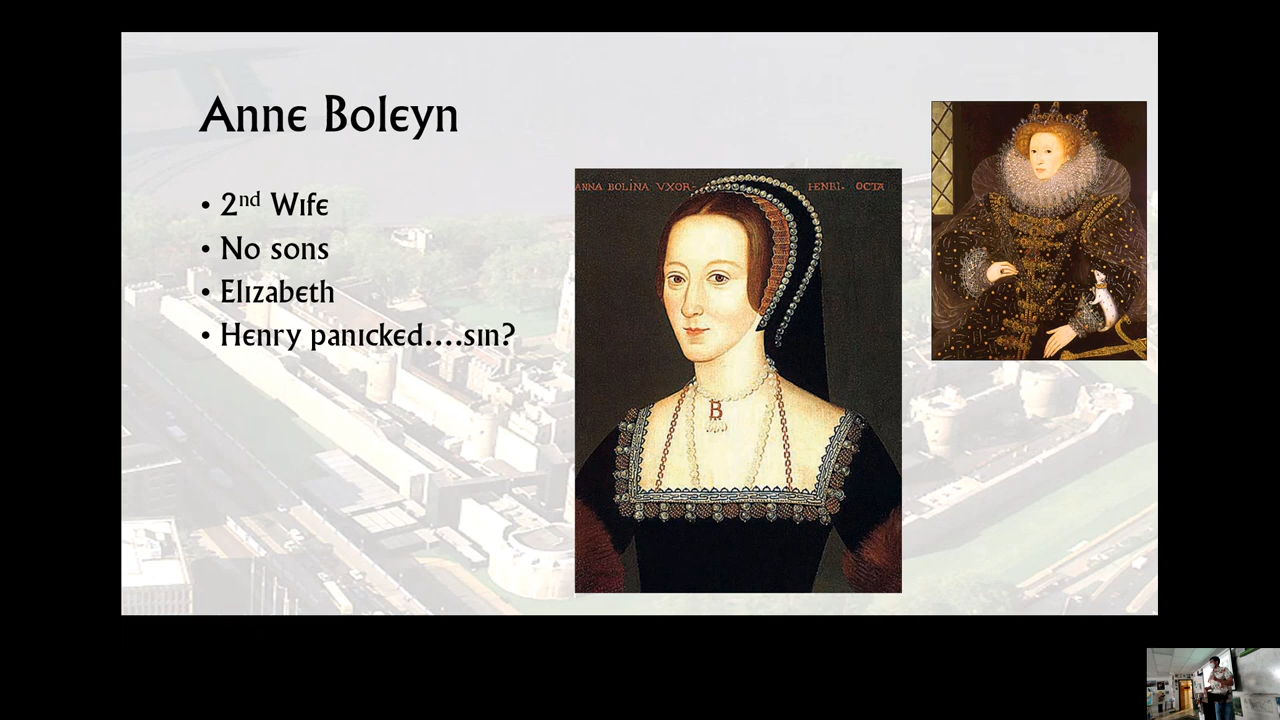 Anne Boleyn
• 2nd Wife
• No sons
• Elizabeth
• Henry panicked....sin?
ANNA BOLINA VXOR- HENRI. OCTA
B